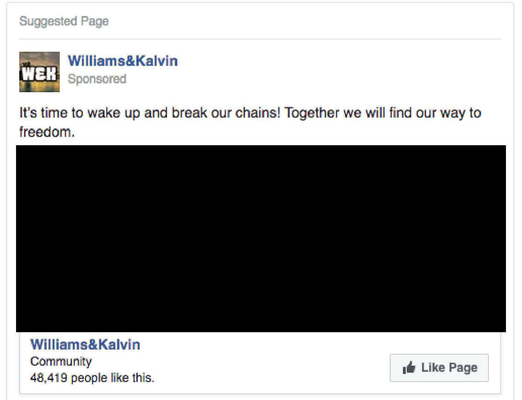 Suggested Page
W&K
Williams&Kalvin
Sponsored
It's time to wake up and break our chains! Together we will find our way to
freedom.
Williams&Kalvin
Community
48,419 people like this.
Like Page